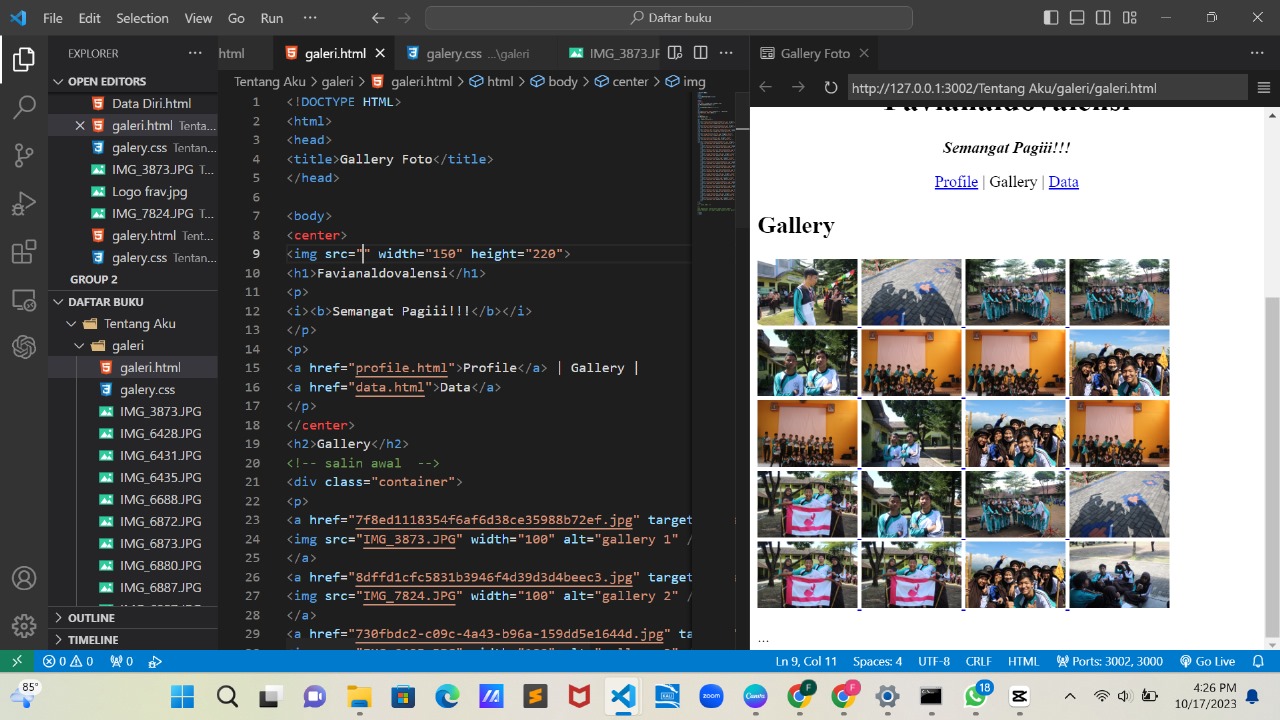 File Edit Selection View Go Run ··· Daftar buku
EXPLORER
OPEN EDITORS
Data Diri.html
galeri.html Tenta...
galery.css Tentan...
IMG_3873.JPG
Logo frav.jpg
IMG_7824.JPG Te...
galery.html Tent...
galery.css Tentan...
GROUP 2
DAFTAR BUKU
Tentang Aku
galeri
galeri.html
galery.css
IMG_3873.JPG
IMG_6428.JPG
IMG_6431.JPG
IMG_6435.JPG
IMG_6688.JPG
IMG_6872.JPG
IMG_6873.JPG
IMG_6880.JPG
IMG_6887.JPG
OUTLINE
TIMELINE
html galeri.html galery.css ...\galeri IMG_3873.JF
Tentang Aku > galeri > galeri.html > html > body > center > img
1 <!DOCTYPE HTML>
2 <html>
3 <head>
4 <title>Gallery Foto</title>
5 </head>
6
7 <body>
8 <center>
9 <img src="" width="150" height="220">
10 <h1>Favianaldovalensi</h1>
11 <p>
12 <i><b>Semangat Pagiii!!!</b></i>
13 </p>
14 <p>
15 <a href="profile.html">Profile</a> | Gallery |
16 <a href="data.html">Data</a>
17 </p>
18 </center>
19 <h2>Gallery</h2>
20 <!-- salin awal  -->
21 <div class="container">
22 <p>
23 <a href="7f8ed1118354f6af6d38ce35988b72ef.jpg" target
24 <img src="IMG_3873.JPG" width="100" alt="gallery 1" /
25 </a>
26 <a href="8dffd1cfc5831b3946f4d39d3d4beec3.jpg" target
27 <img src="IMG_7824.JPG" width="100" alt="gallery 2" /
28 </a>
29 <a href="730fbdc2-c09c-4a43-b96a-159dd5e1644d.jpg" ta
Gallery Foto
http://127.0.0.1:3002/Tentang Aku/galeri/galeri.html
Favianaldovalensi
Semangat Pagiii!!!
Profile | Gallery | Data
Gallery
...
0 0 0 Ln 9, Col 11 Spaces: 4 UTF-8 CRLF HTML Ports: 3002, 3000 Go Live
85° zoom Canva F F 18 4:26 PM
10/17/2023